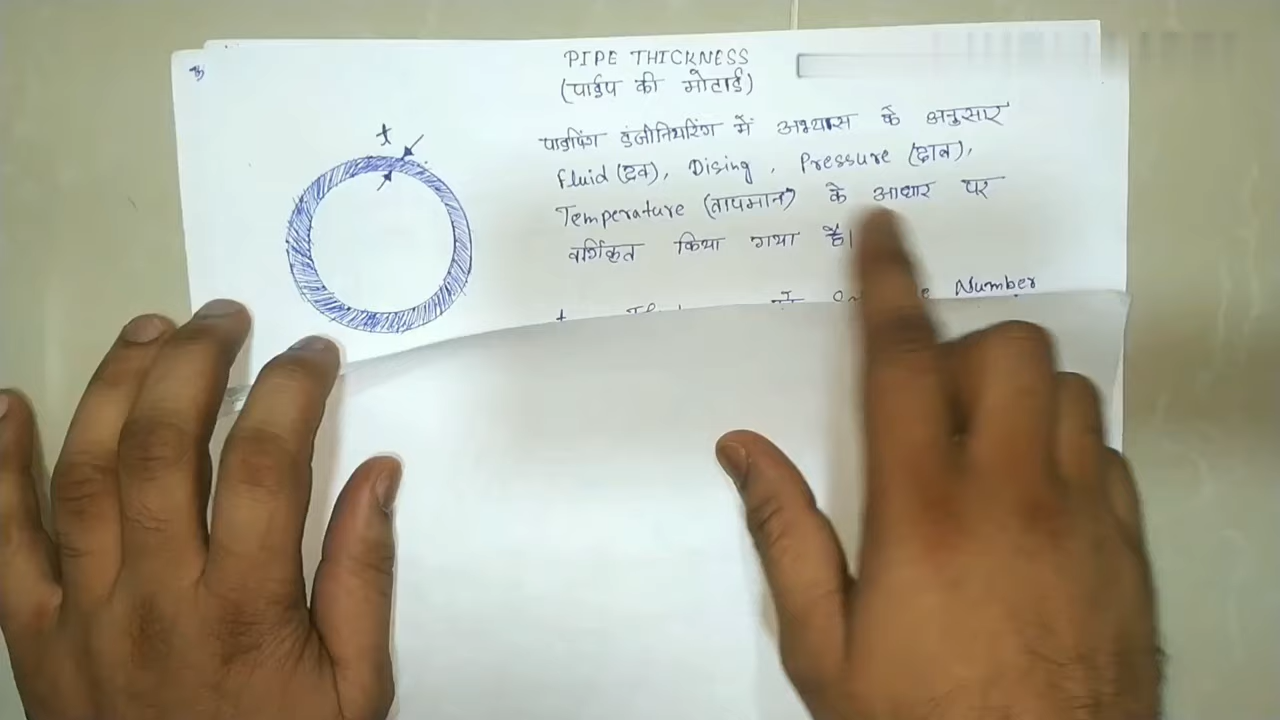 PIPE THICKNESS
(पाईप की मोटाई)
t
पाईपिंग इंजीनियरिंग में अभ्यास के अनुसार
Fluid (द्रव), Dising, Pressure (दाब),
Temperature (तापमान) के आधार पर
वर्गिकृत किया गया है।
Number